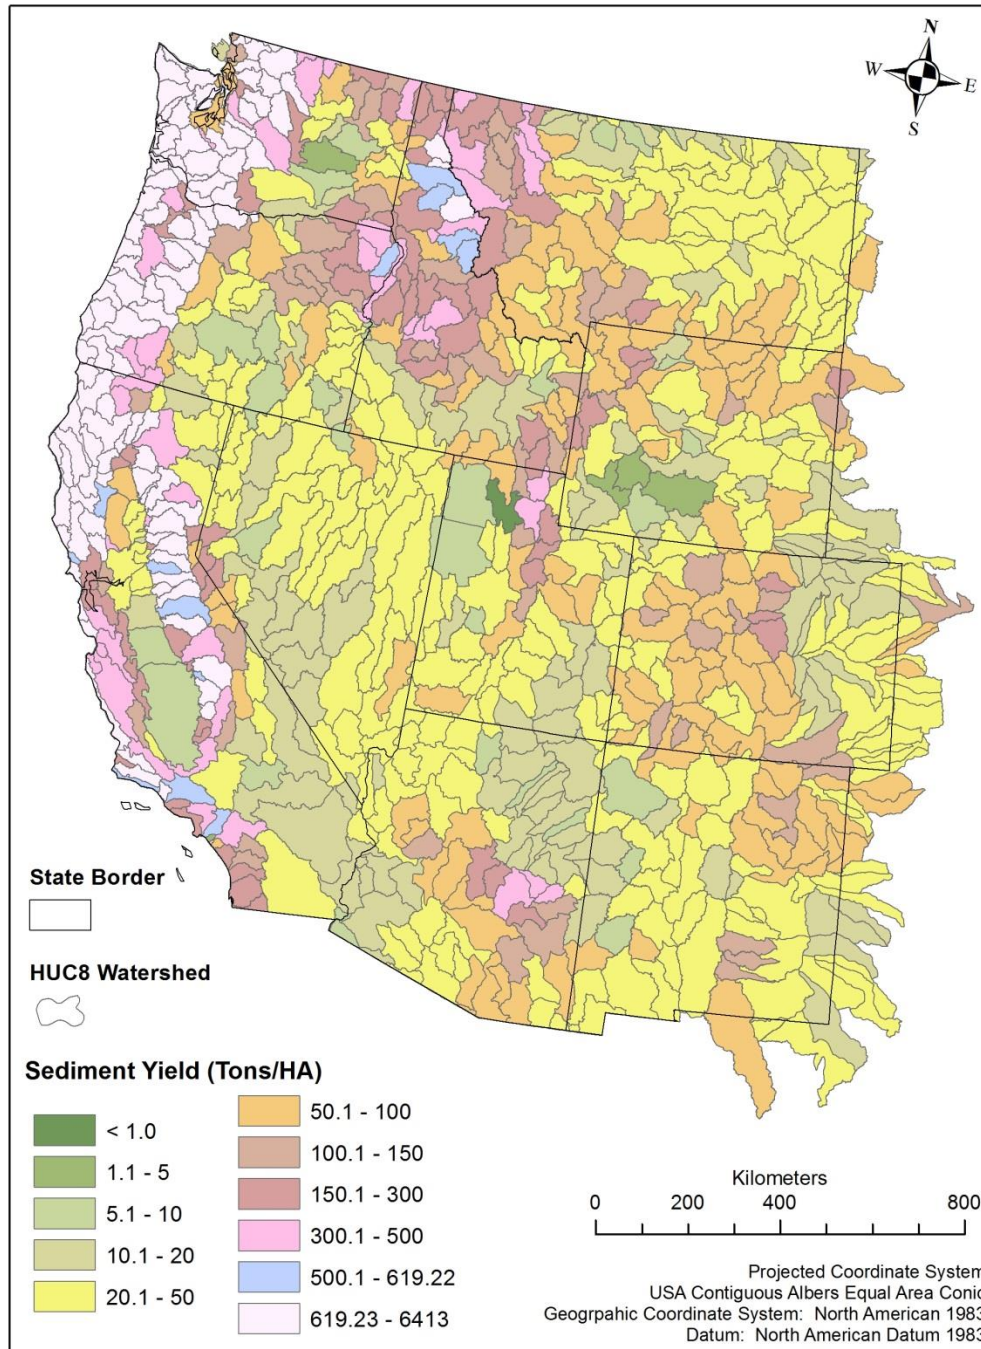 N
W
E
S
State Border
HUC8 Watershed
Sediment Yield (Tons/HA)
< 1.0
1.1 - 5
5.1 - 10
10.1 - 20
20.1 - 50
50.1 - 100
100.1 - 150
150.1 - 300
300.1 - 500
500.1 - 619.22
619.23 - 6413
Kilometers
0 200 400 800
Projected Coordinate System
USA Contiguous Albers Equal Area Conic
Geogrpahic Coordinate System: North American 1983
Datum: North American Datum 1983